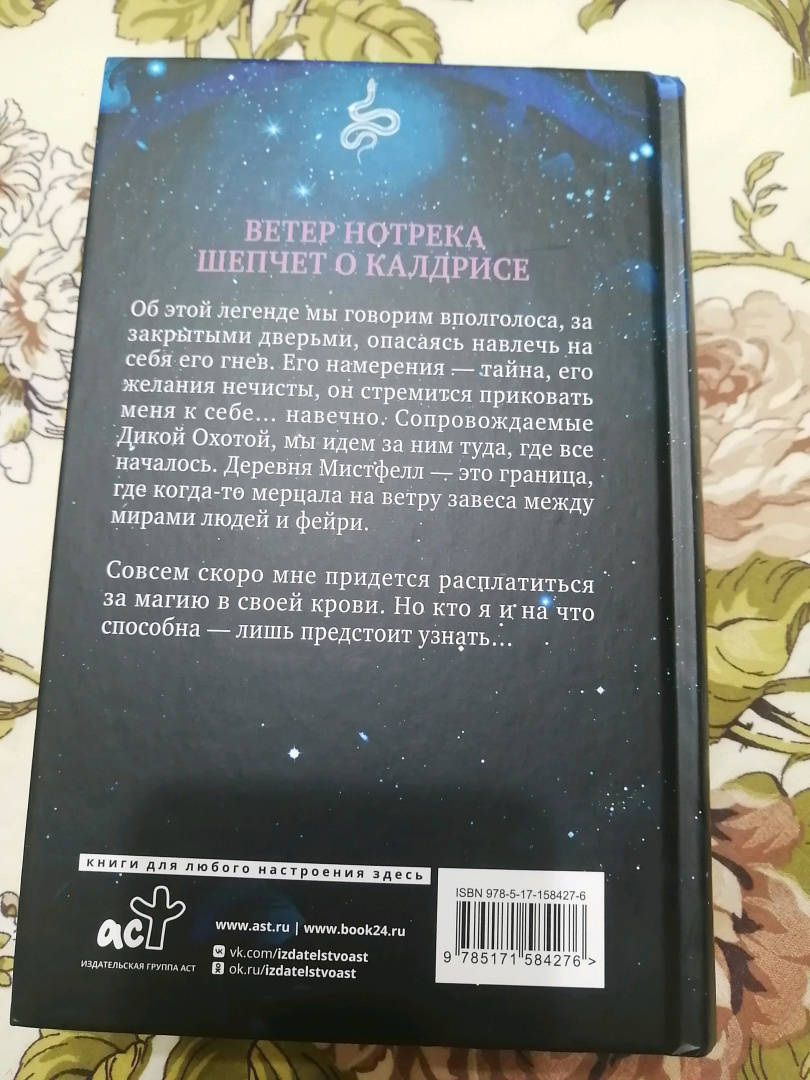 ВЕТЕР НОТРЕКА
ШЕПЧЕТ О КАЛДРИСЕ
Об этой легенде мы говорим вполголоса, за
закрытыми дверьми, опасаясь навлечь на
себя его гнев. Его намерения — тайна, его
желания нечисты, он стремится приковать
меня к себе... навечно. Сопровождаемые
Дикой Охотой, мы идем за ним туда, где все
началось. Деревня Мистфелл — это граница,
где когда-то мерцала на ветру завеса между
мирами людей и фейри.
Совсем скоро мне придется расплатиться
за магию в своей крови. Но кто я и на что
способна — лишь предстоит узнать...
книги для любого настроения здесь
аст
ИЗДАТЕЛЬСКАЯ ГРУППА АСТ
www.ast.ru | www.book24.ru
vk.com/izdatelstvoast
ok.ru/izdatelstvoast
ISBN 978-5-17-158427-6
9 785171 584276 >